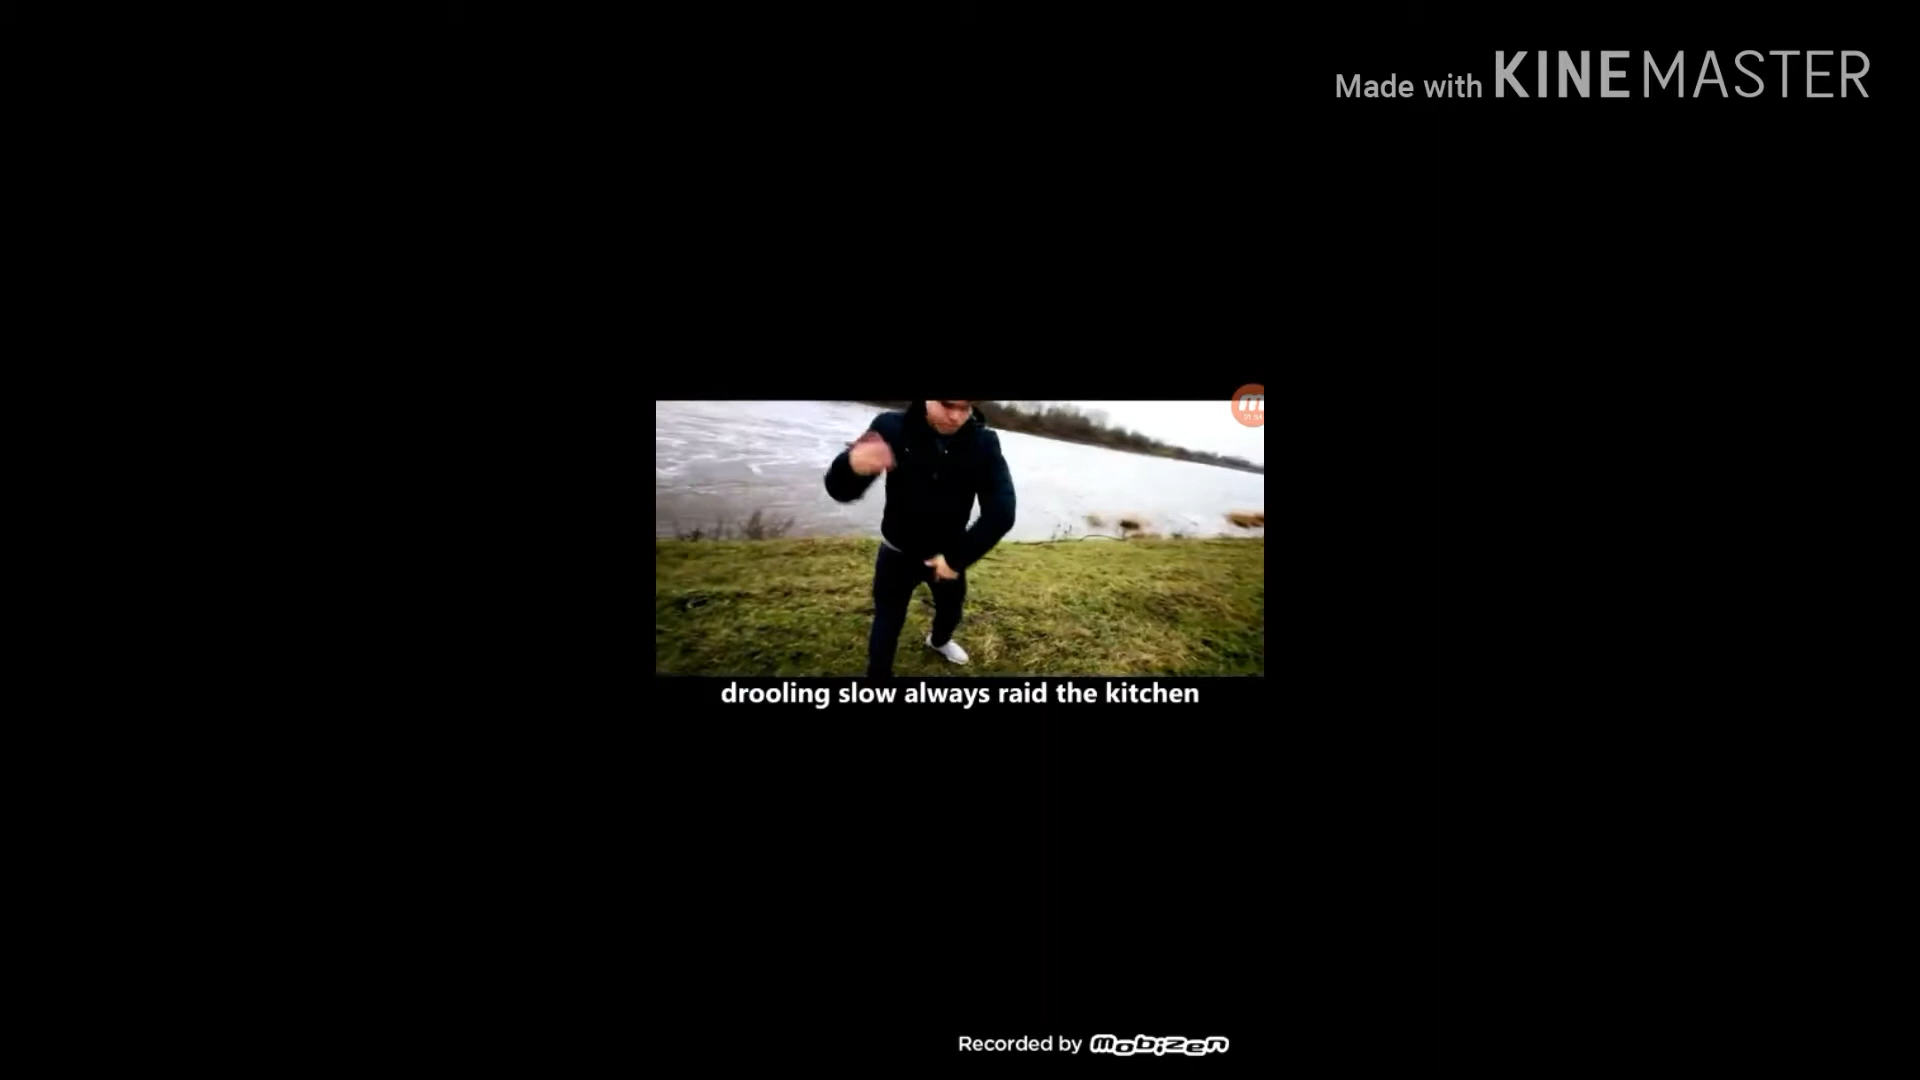 Made with KINEMASTER
drooling slow always raid the kitchen
Recorded by mobizen